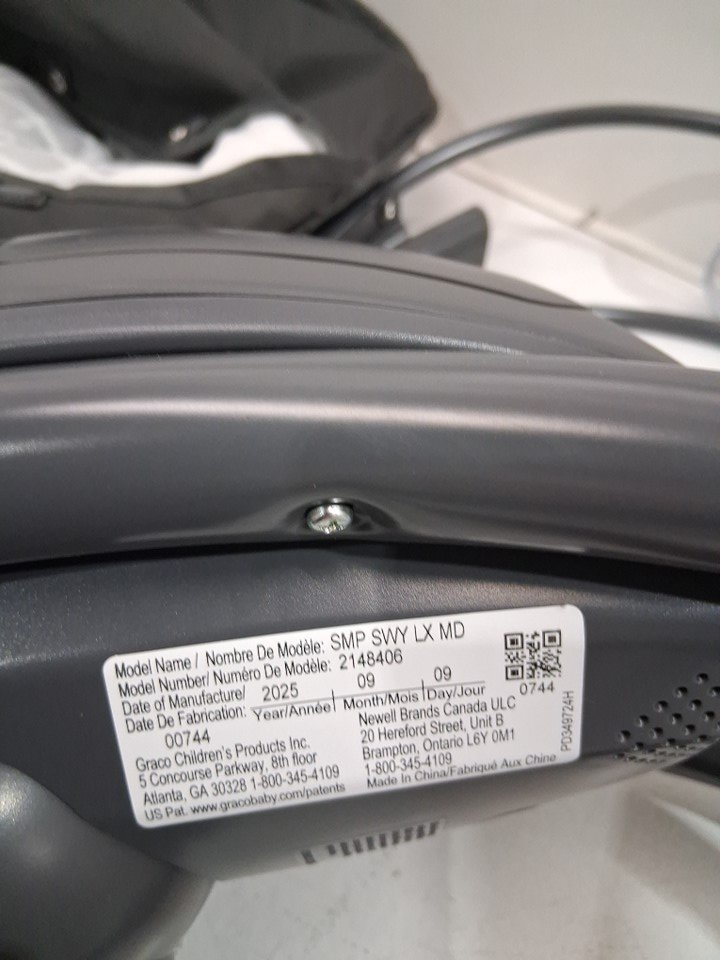 Model Name / Nombre De Modèle: SMP SWY LX MD
Model Number/ Numéro De Modèle: 2148406
Date of Manufacture/ 2025 09 09
Date De Fabrication: Year/Année Month/Mois Day/Jour
0744
00744
Graco Children's Products Inc.
5 Concourse Parkway, 8th floor
Atlanta, GA 30328 1-800-345-4109
US Pat. www.gracobaby.com/patents
Newell Brands Canada ULC
20 Hereford Street, Unit B
Brampton, Ontario L6Y 0M1
1-800-345-4109
Made In China/Fabriqué Aux Chine
PD349724H